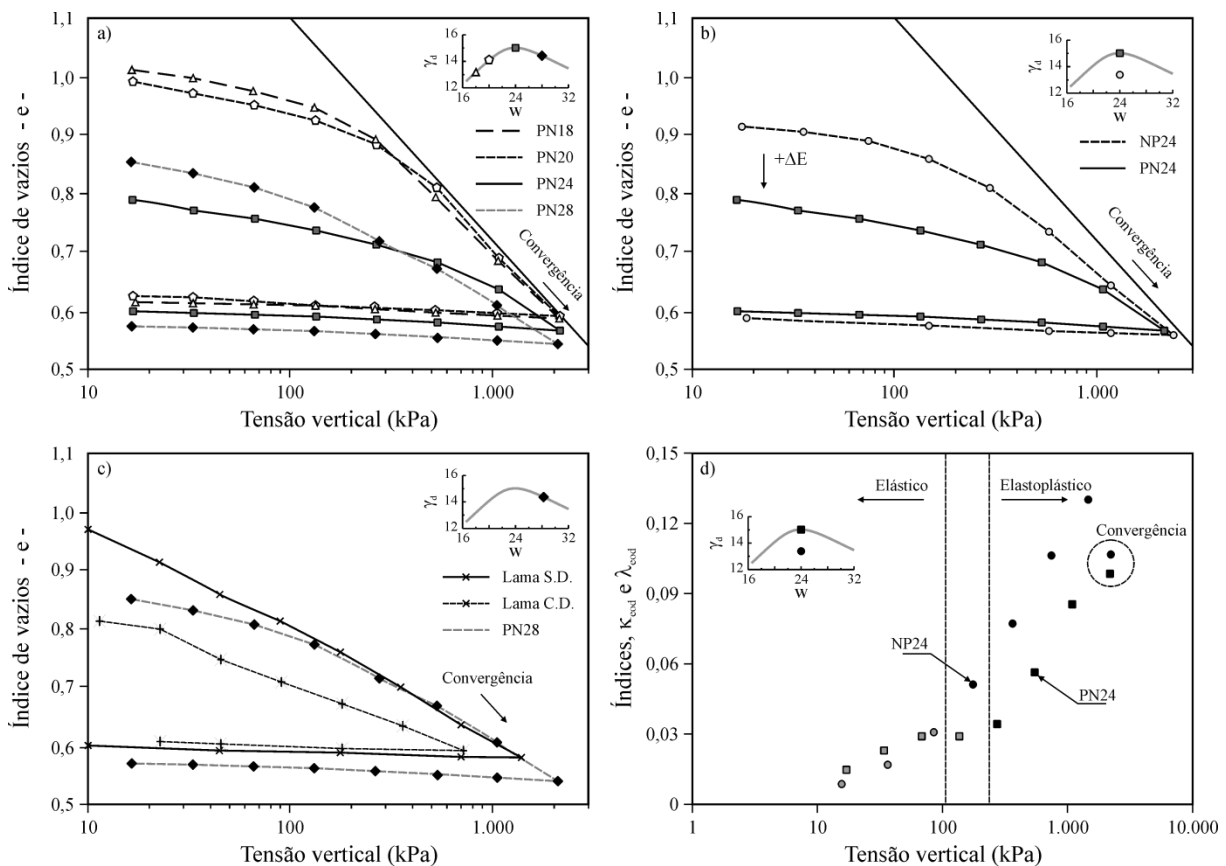 a)
Índice de vazios - e -
1,1
1,0
0,9
0,8
0,7
0,6
0,5
10
100
1.000
Tensão vertical (kPa)
γd
16
14
12
16
24
32
W
PN18
PN20
PN24
PN28
Convergência
b)
Índice de vazios - e -
1,1
1,0
0,9
0,8
0,7
0,6
0,5
10
100
1.000
Tensão vertical (kPa)
γd
16
14
12
16
24
32
W
NP24
PN24
+ΔE
Convergência
c)
Índice de vazios - e -
1,1
1,0
0,9
0,8
0,7
0,6
0,5
10
100
1.000
Tensão vertical (kPa)
γd
16
14
12
16
24
32
W
Lama S.D.
Lama C.D.
PN28
Convergência
d)
Índices, κeod e λeod
0,15
0,12
0,09
0,06
0,03
0
1
10
100
1.000
10.000
Tensão vertical (kPa)
Elástico
Elastoplástico
Convergência
γd
16
14
12
16
24
32
W
NP24
PN24